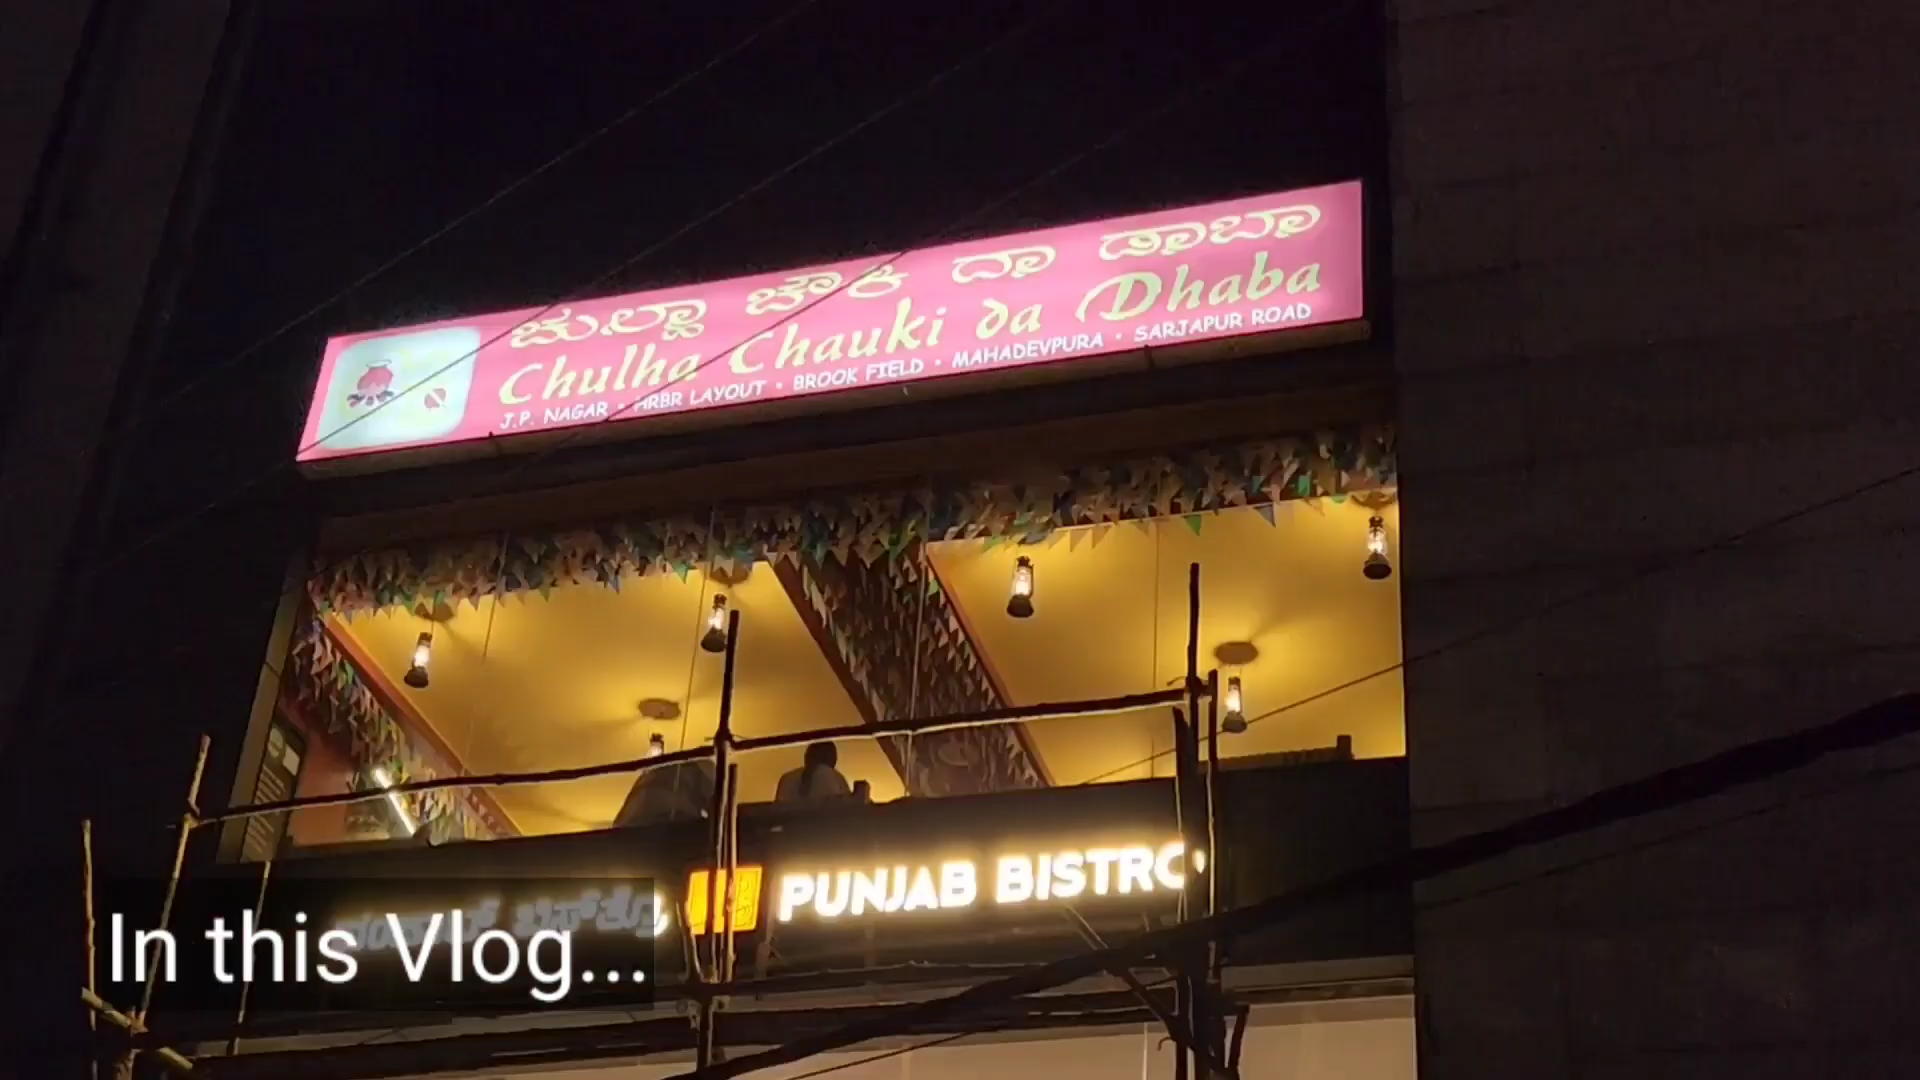 ಚುಲ್ಹಾ ಚೌಕಿ ದಾ ಢಾಬಾ
Chulha Chauki da Dhaba
J.P. NAGAR • HRBR LAYOUT • BROOK FIELD • MAHADEVPURA • SARJAPUR ROAD
PUNJAB BISTRO
In this Vlog...